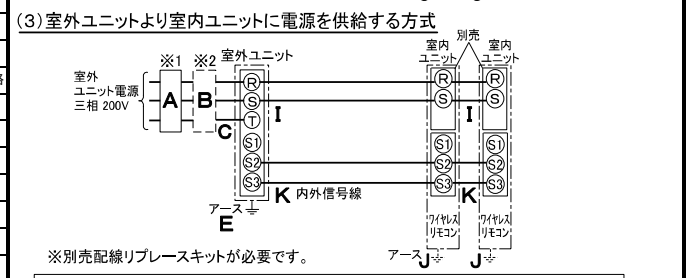 (3)室外ユニットより室内ユニットに電源を供給する方式
別売
※1 ※2 室外ユニット 室内ユニット 室内ユニット
室外
ユニット電源
三相 200V
A B C
R S T S1 S2 S3
I
R S S1 S2 S3
I
R S S1 S2 S3
K 内外信号線 K
アース
E
ワイヤレス
リモコン
ワイヤレス
リモコン
※別売配線リプレースキットが必要です。
アース J J